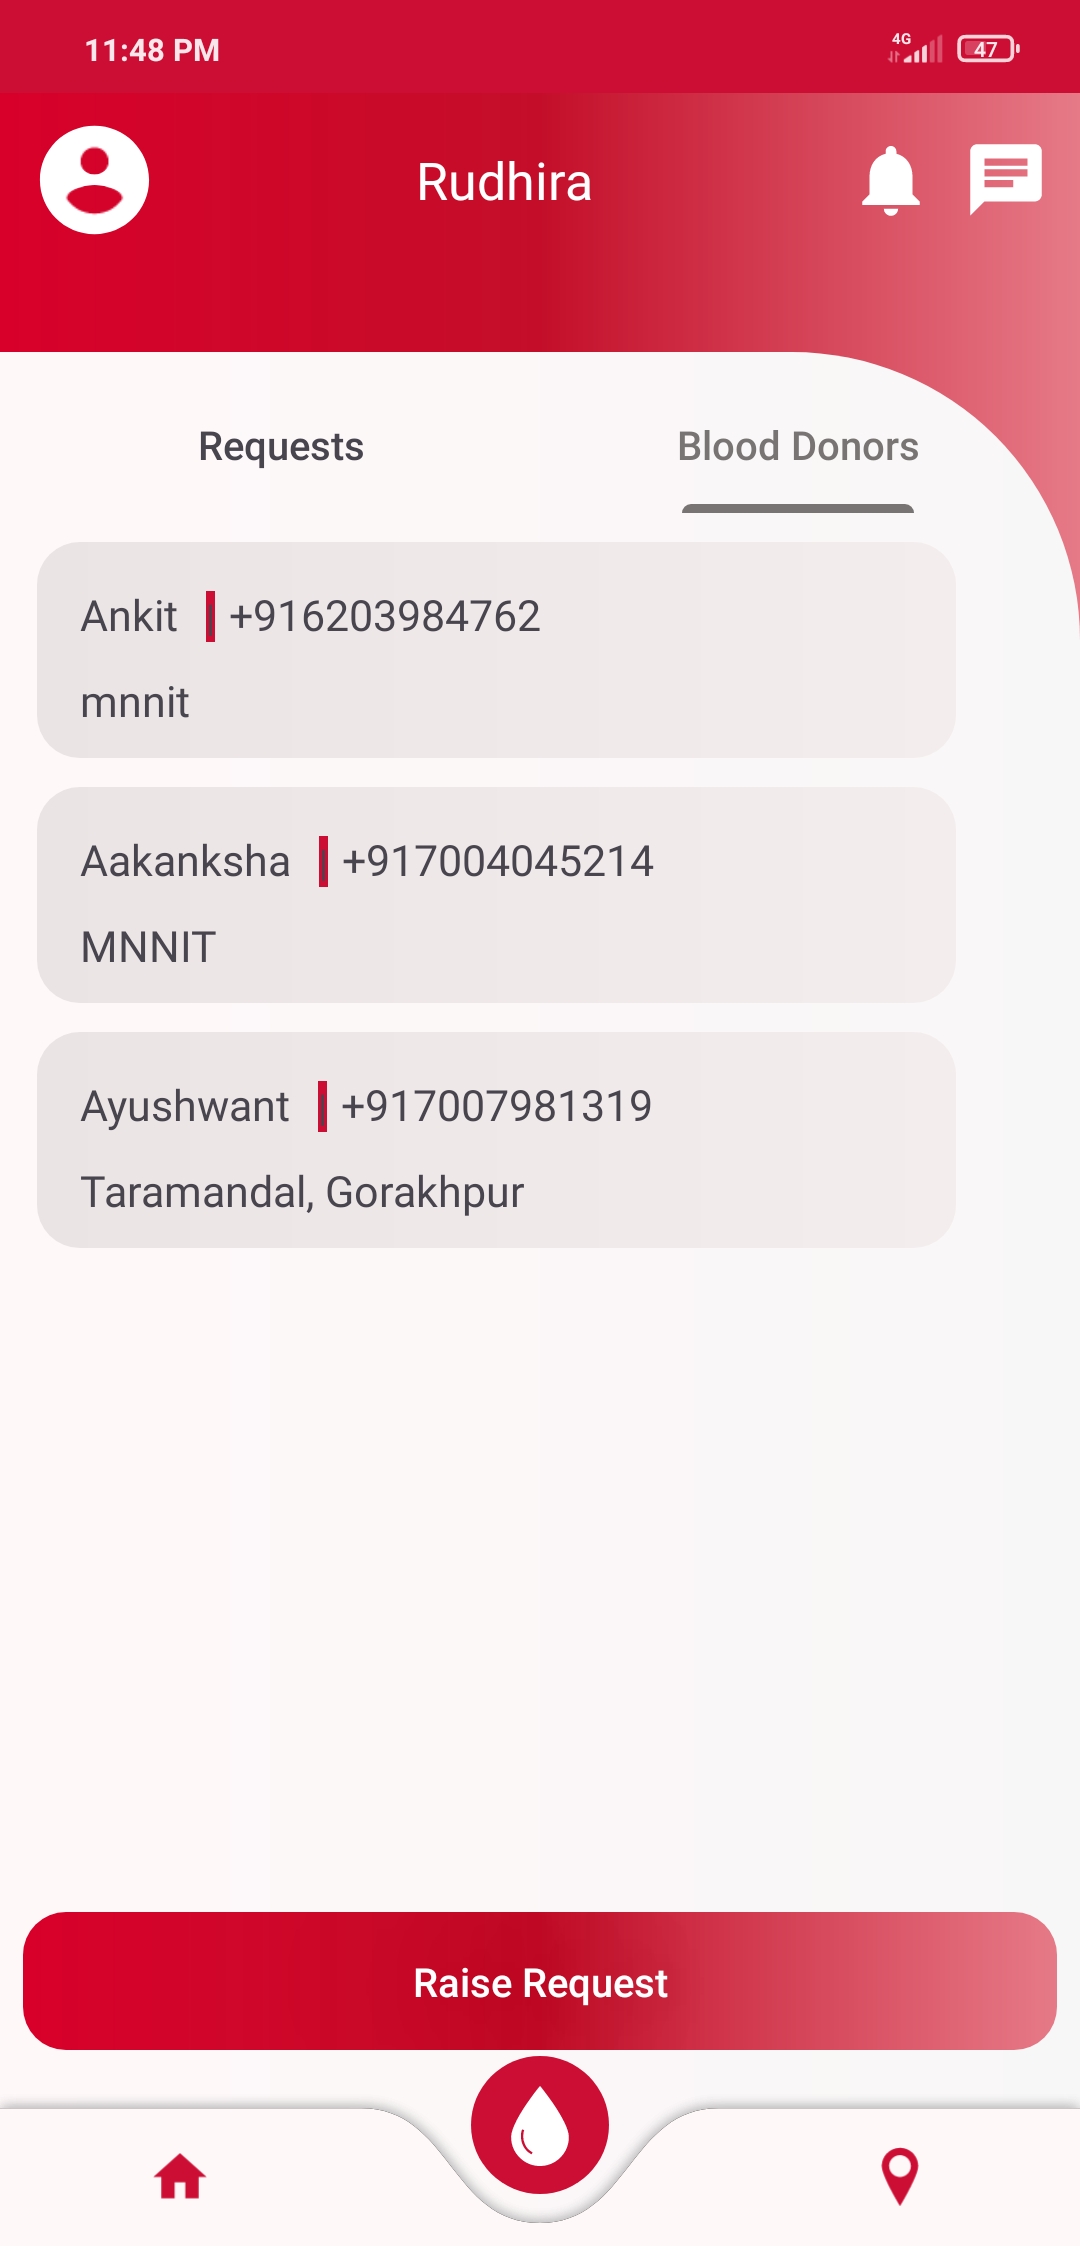 11:48 PM
4G
47
Rudhira
Requests
Blood Donors
Ankit | +916203984762
mnnit
Aakanksha | +917004045214
MNNIT
Ayushwant | +917007981319
Taramandal, Gorakhpur
Raise Request